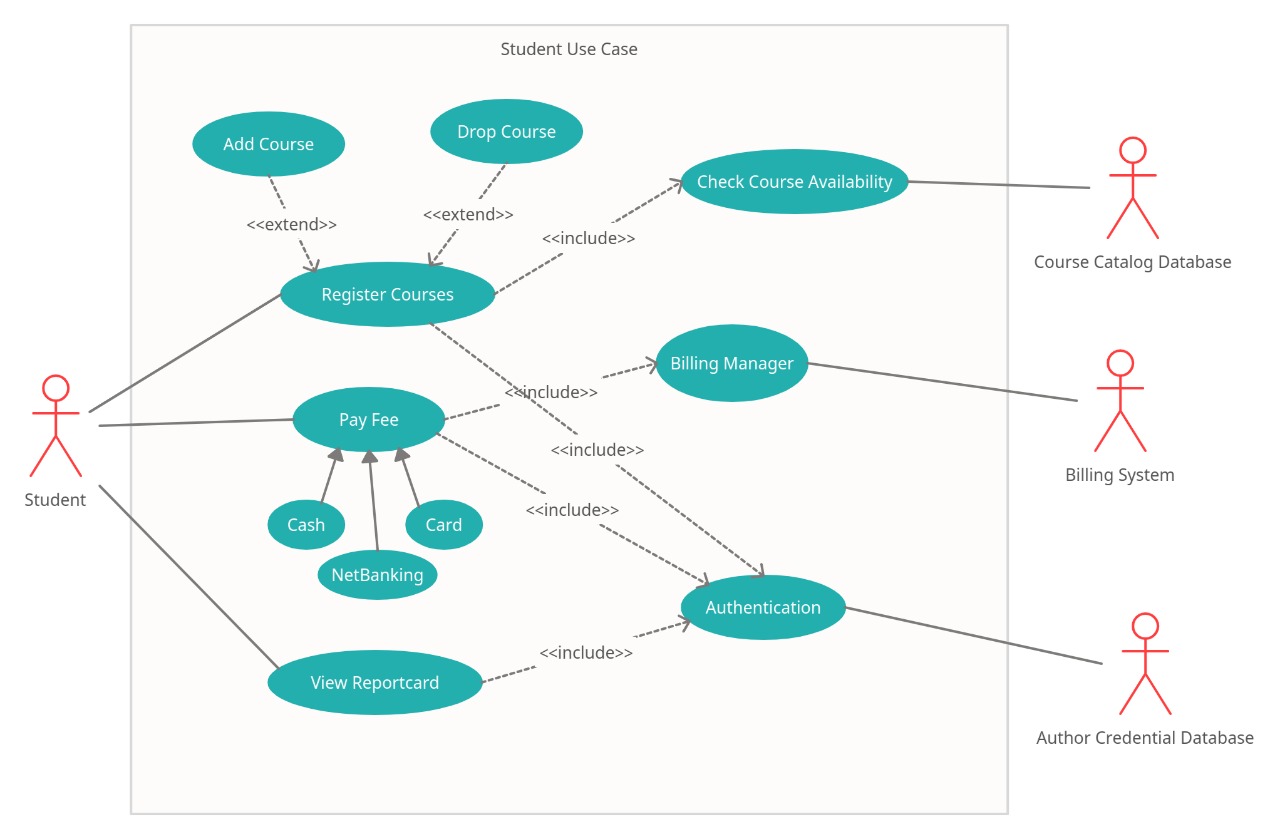 Student Use Case
Add Course
Drop Course
Check Course Availability
<<extend>>
<<extend>>
<<include>>
Course Catalog Database
Register Courses
Billing Manager
<<include>>
Pay Fee
<<include>>
Billing System
Student
<<include>>
Cash
Card
NetBanking
Authentication
<<include>>
View Reportcard
Author Credential Database